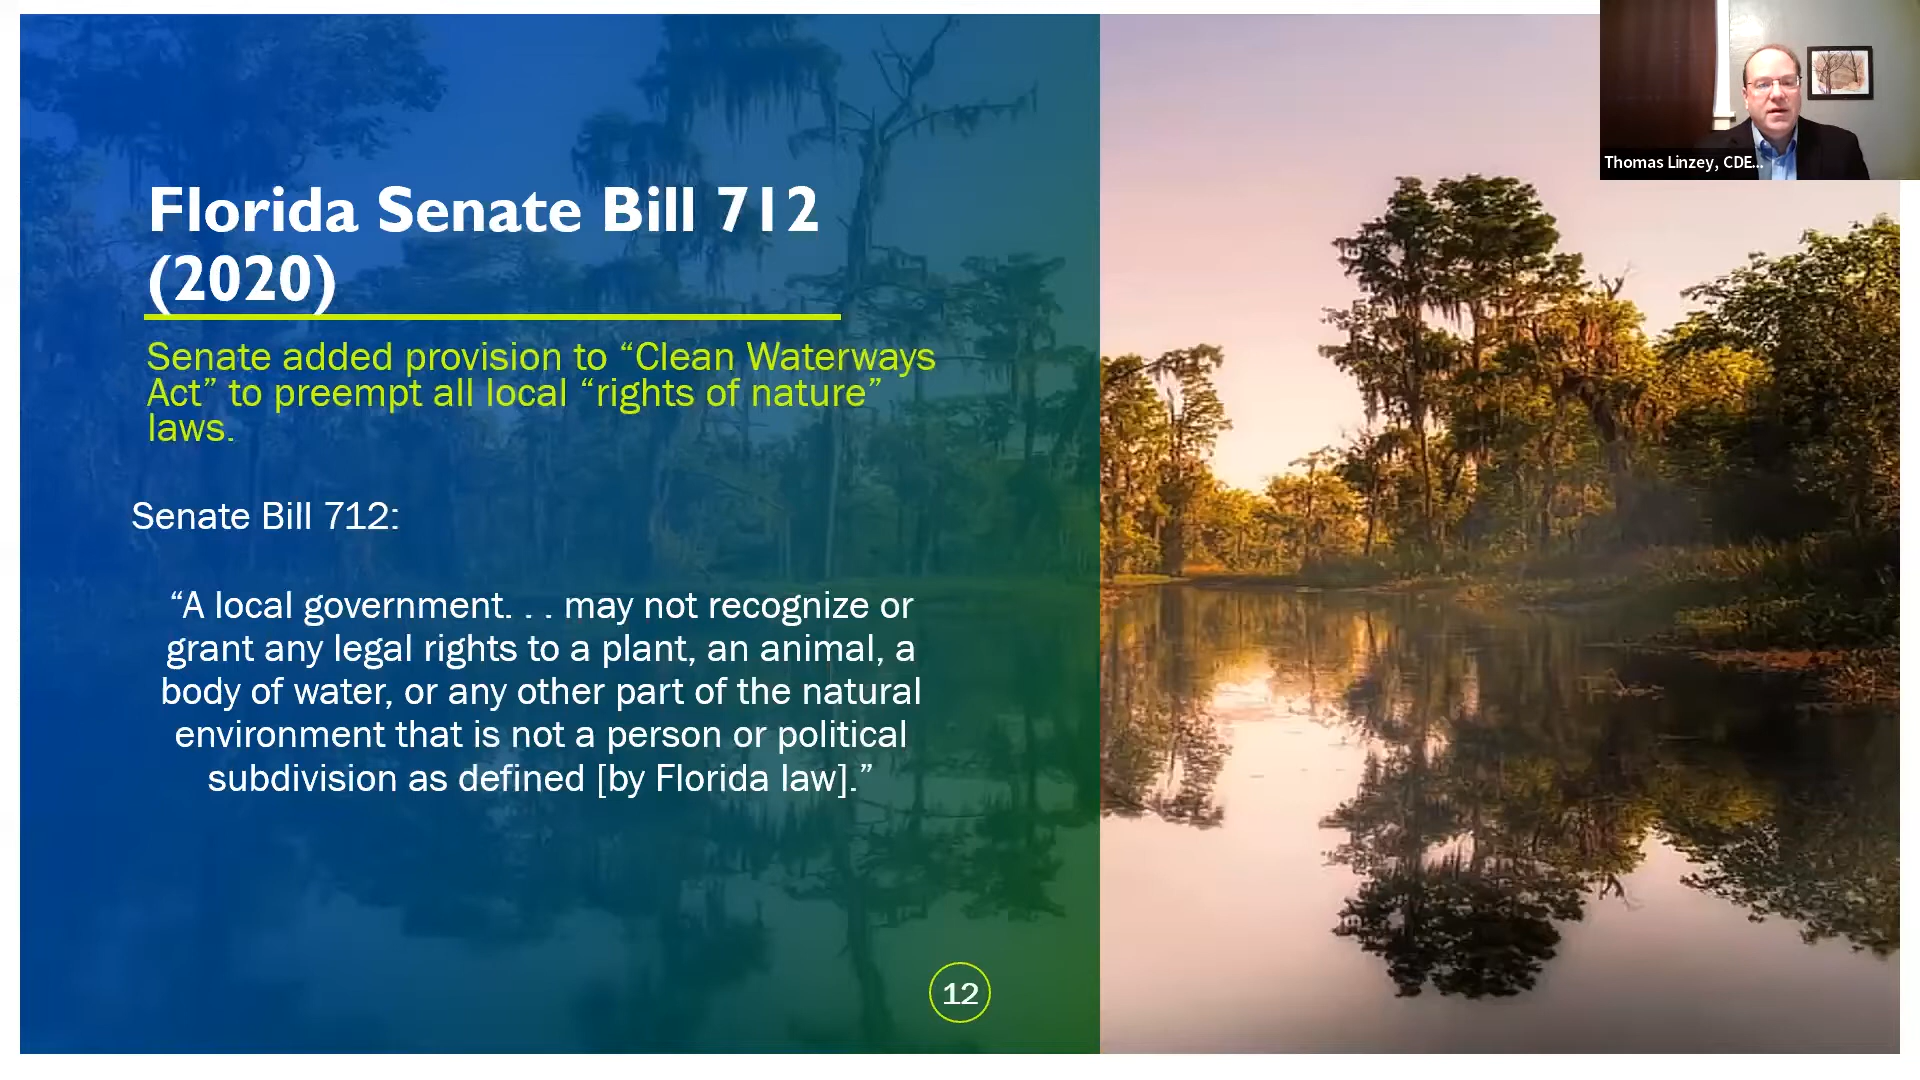 Thomas Linzey, CDE...
Florida Senate Bill 712
(2020)
Senate added provision to “Clean Waterways
Act” to preempt all local “rights of nature”
laws.
Senate Bill 712:
“A local government. . . may not recognize or
grant any legal rights to a plant, an animal, a
body of water, or any other part of the natural
environment that is not a person or political
subdivision as defined [by Florida law].”
12